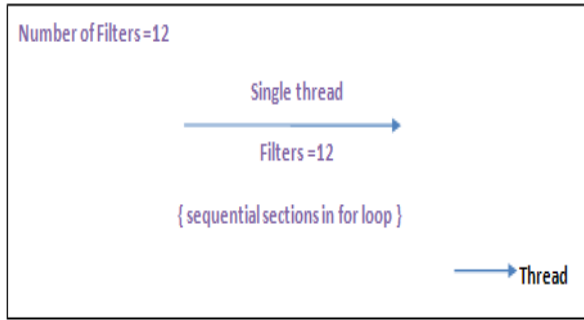 Number of Filters =12
Single thread
Filters =12
{ sequential sections in for loop }
Thread